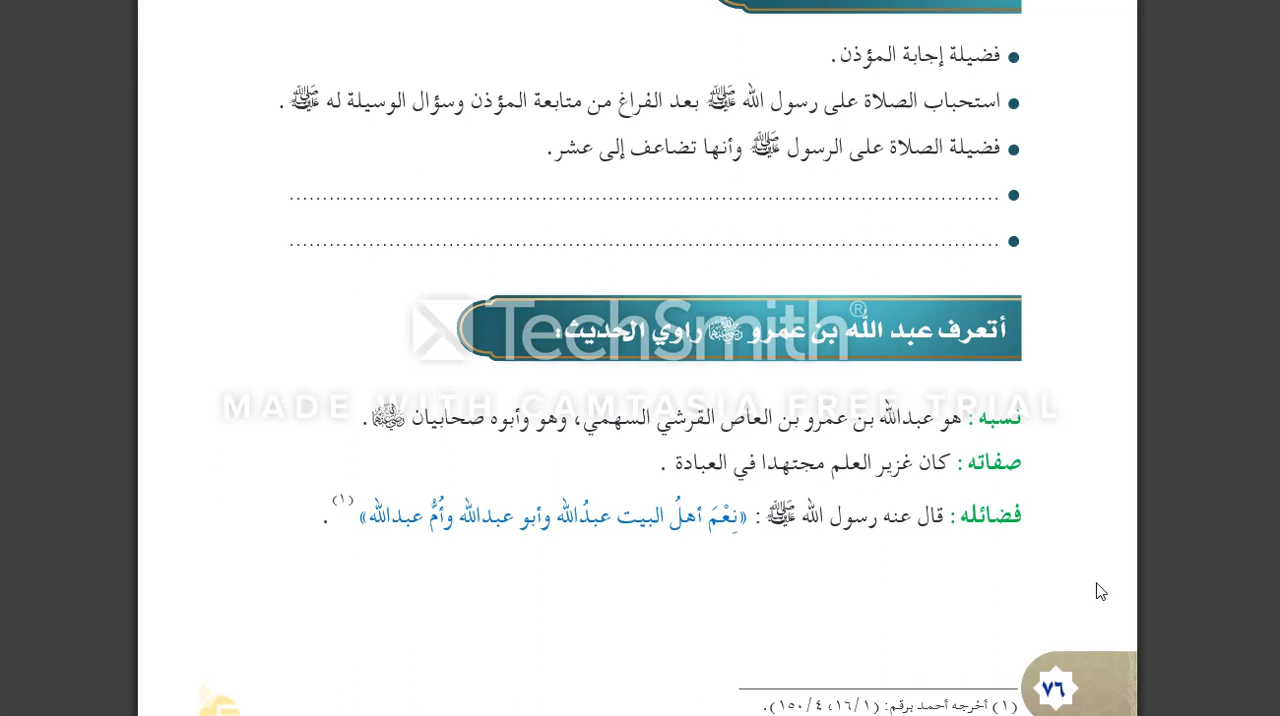 ● فضيلة إجابة المؤذن.
● استحباب الصلاة على رسول الله ﷺ بعد الفراغ من متابعة المؤذن وسؤال الوسيلة له ﷺ .
● فضيلة الصلاة على الرسول ﷺ وأنها تضاعف إلى عشر.
● ........................................................................................................
● ........................................................................................................
أتعرف عبد الله بن عمرو رضي الله عنهما راوي الحديث:
TechSmith®
MADE WITH CAMTASIA FREE TRIAL
نسبه : هو عبدالله بن عمرو بن العاص القرشي السهمي، وهو وأبوه صحابيان رضي الله عنهما .
صفاته : كان غزير العلم مجتهدا في العبادة .
فضائله : قال عنه رسول الله ﷺ : «نِعْمَ أهلُ البيت عبدُالله وأبو عبدالله وأُمُّ عبدالله» (١) .
(١) أخرجه أحمد برقم: (١٦/١، ١٥٠/٤).
٧٦